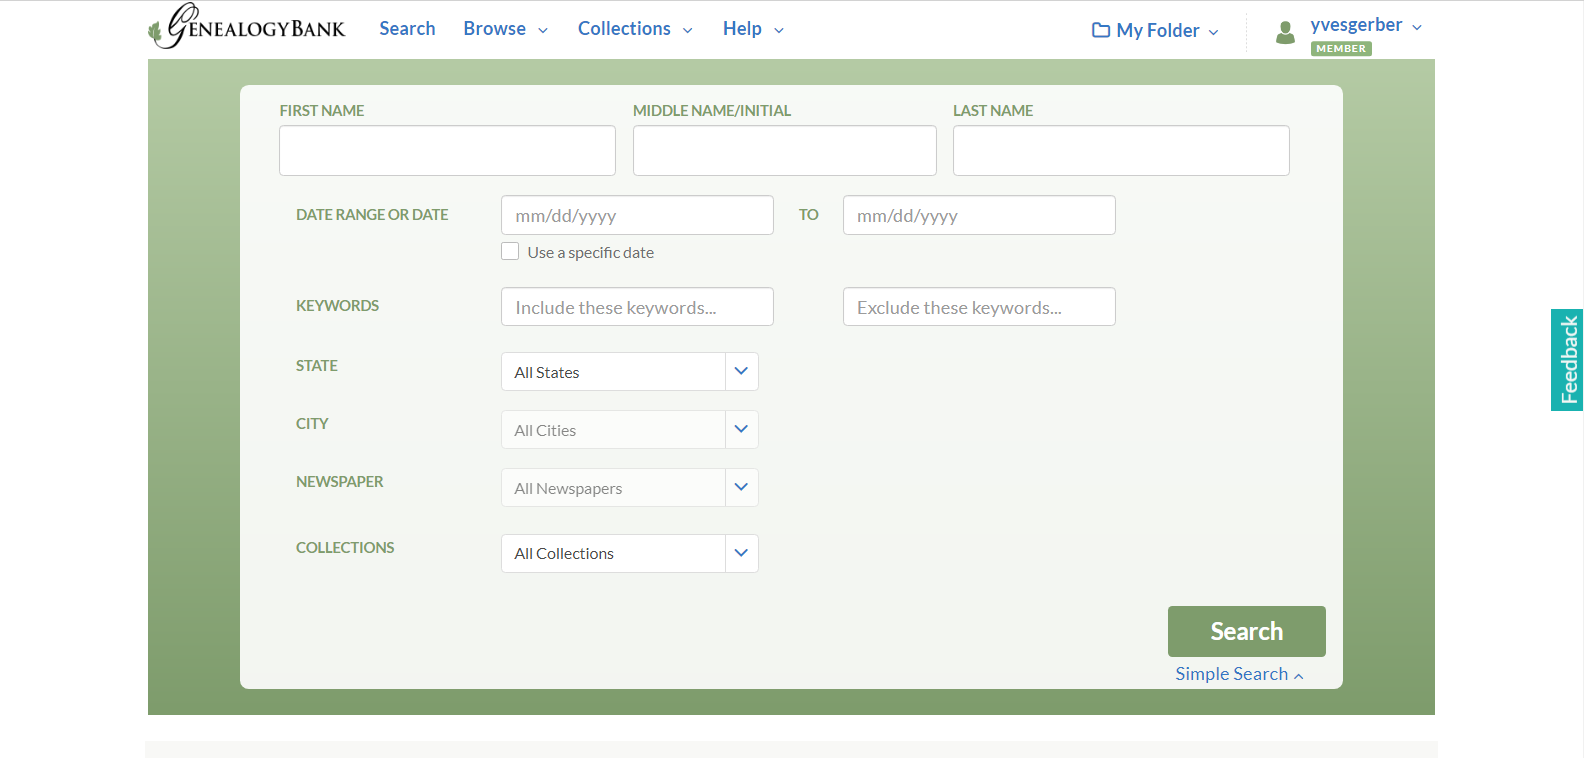 GENEALOGYBANK
Search Browse Collections Help My Folder yvesgerber
MEMBER
FIRST NAME MIDDLE NAME/INITIAL LAST NAME
DATE RANGE OR DATE mm/dd/yyyy TO mm/dd/yyyy
Use a specific date
KEYWORDS Include these keywords... Exclude these keywords...
STATE All States
CITY All Cities
NEWSPAPER All Newspapers
COLLECTIONS All Collections
Search
Simple Search
Feedback